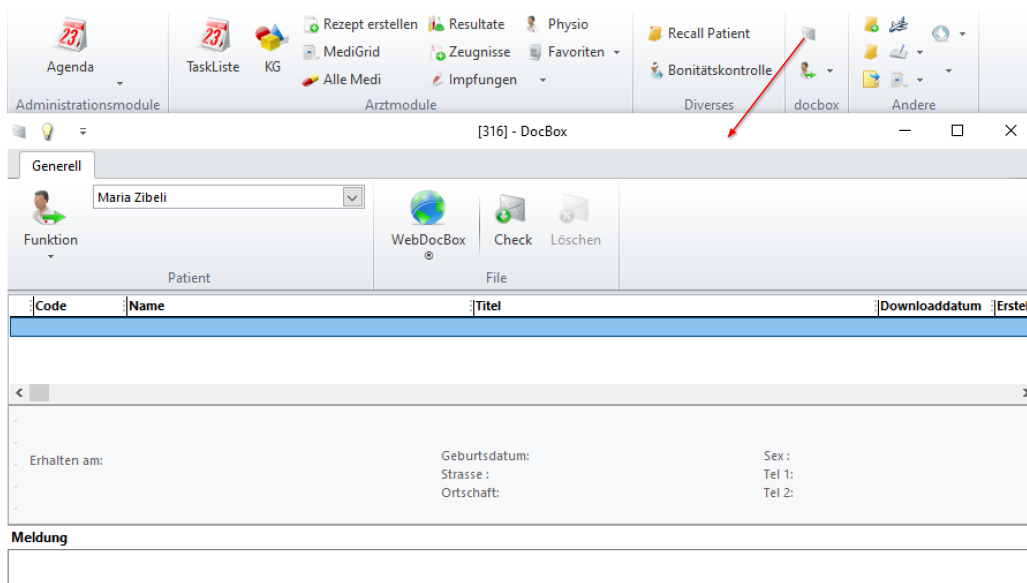 Rezept erstellen Resultate Physio
Recall Patient
Agenda TaskListe KG MediGrid Zeugnisse Favoriten
Alle Medi Impfungen Bonitätskontrolle
Administrationsmodule Arztmodule Diverses docbox Andere
[316] - DocBox
Generell
Maria Zibeli
Funktion WebDocBox ® Check Löschen
Patient File
Code Name Titel Downloaddatum Erstel
Erhalten am: Geburtsdatum: Sex :
Strasse : Tel 1:
Ortschaft: Tel 2:
Meldung